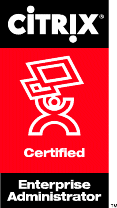 CITRIX®
Certified
Enterprise
Administrator
™